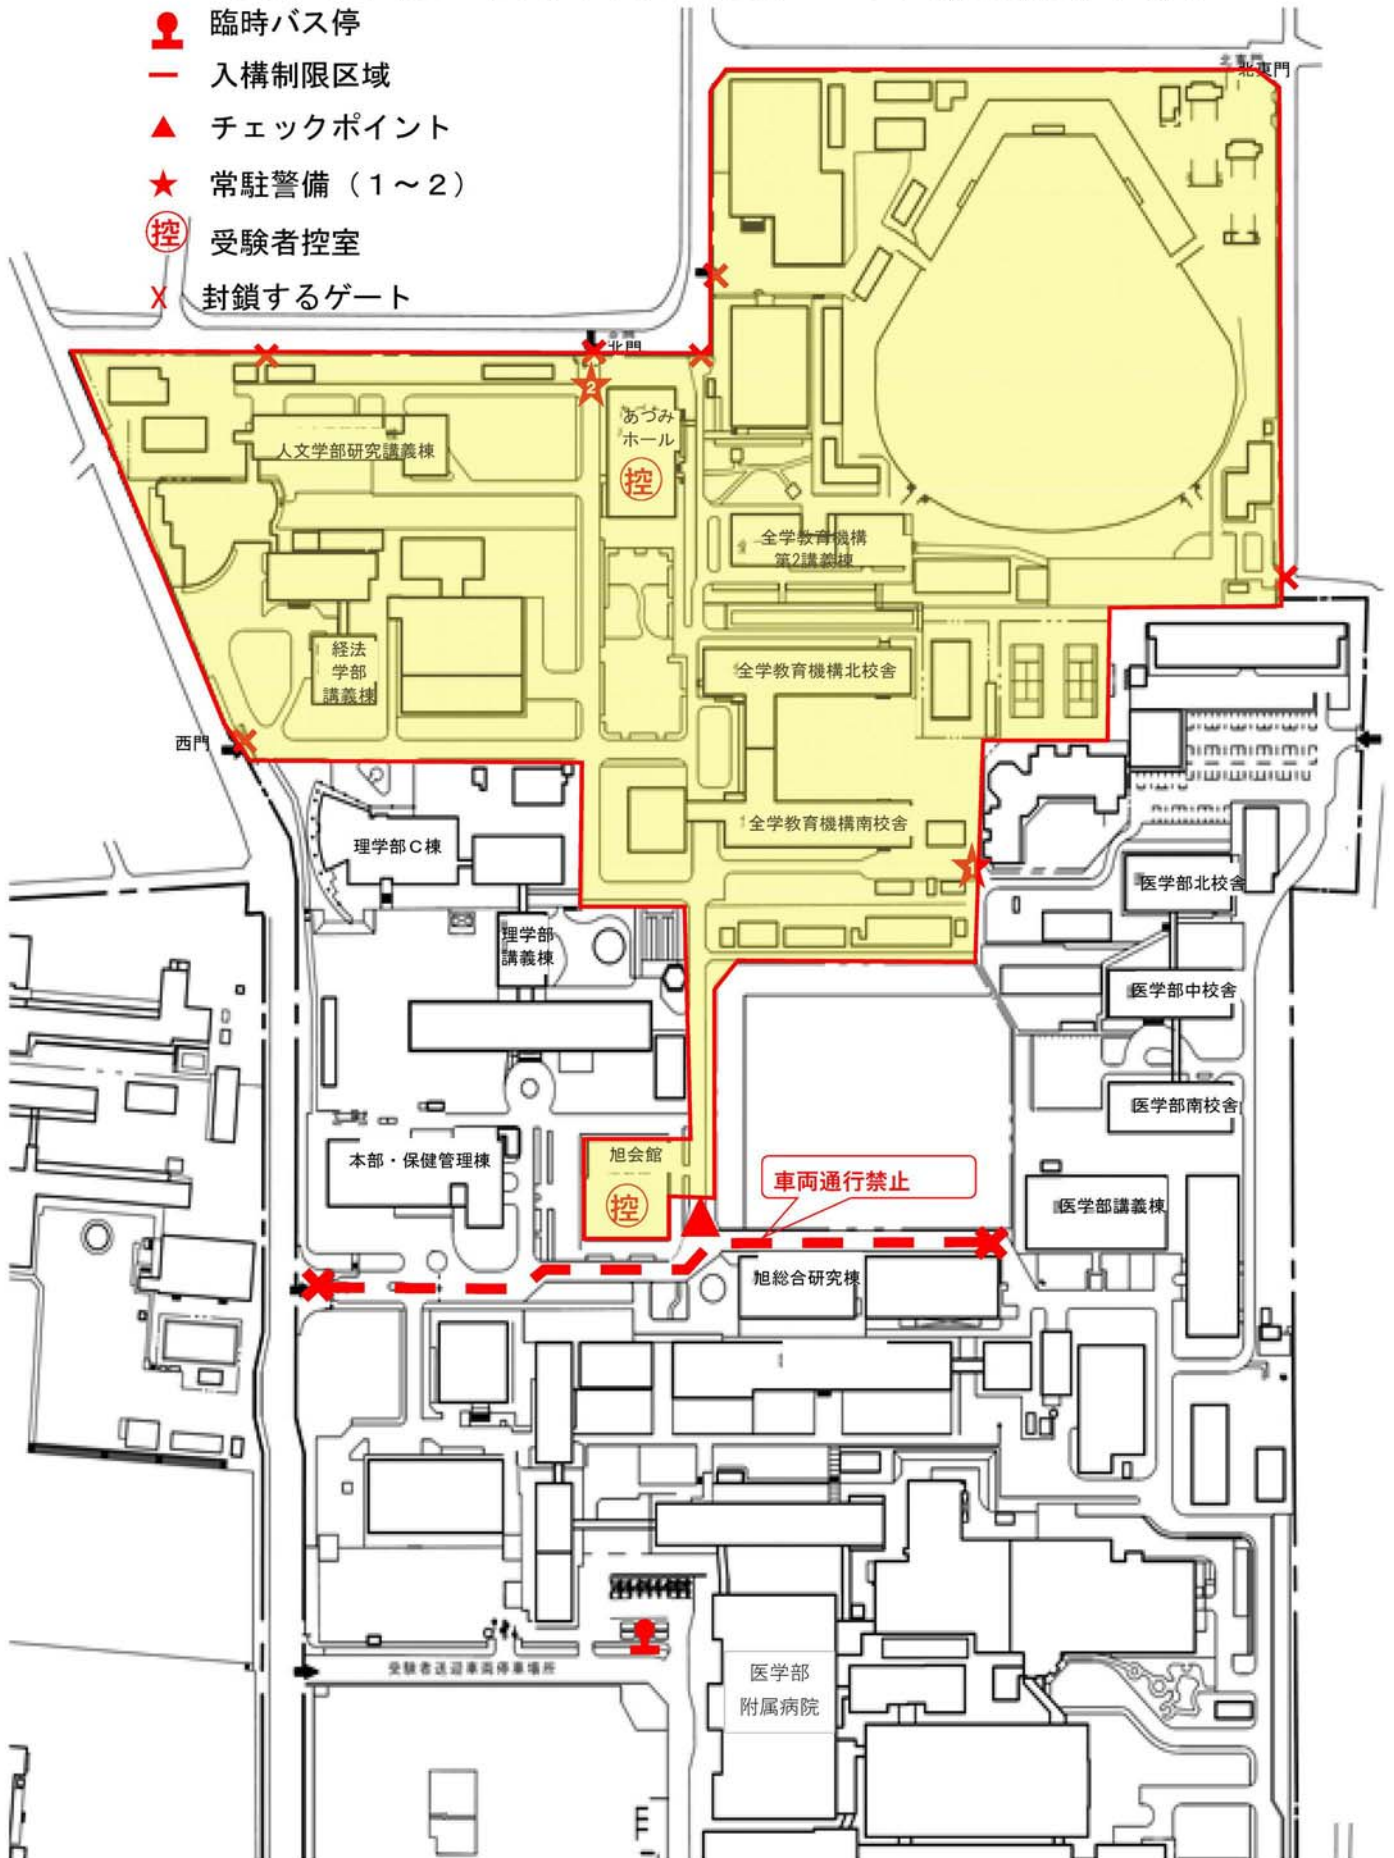 臨時バス停
入構制限区域
チェックポイント
常駐警備（１～２）
控
受験者控室
X
封鎖するゲート
北東門
北東門
北門
2
あづみ
ホール
控
人文学部研究講義棟
全学教育機構
第2講義棟
経法
学部
講義棟
全学教育機構北校舎
西門
全学教育機構南校舎
1
理学部C棟
医学部北校舎
理学部
講義棟
医学部中校舎
医学部南校舎
本部・保健管理棟
旭会館
控
車両通行禁止
医学部講義棟
旭総合研究棟
受験者送迎車両停車場所
医学部
附属病院